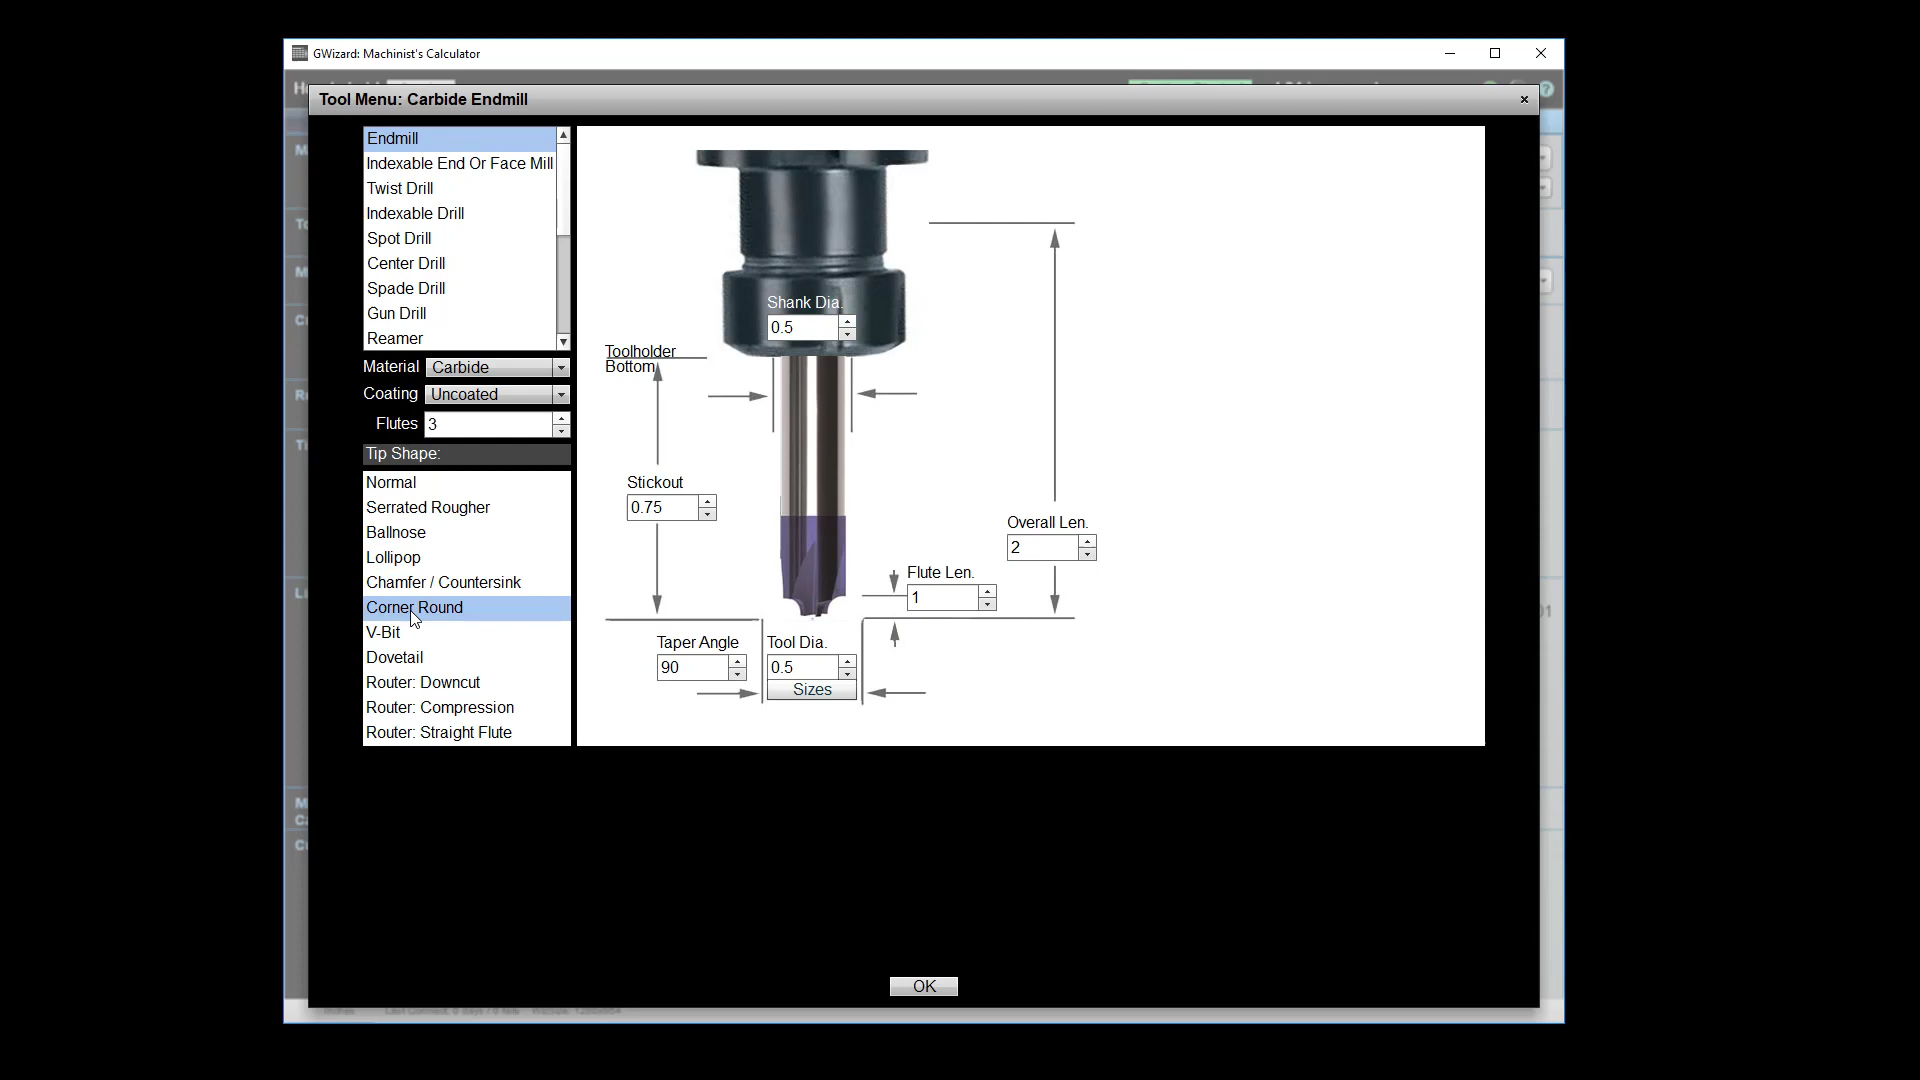 GWizard: Machinist's Calculator
Tool Menu: Carbide Endmill
Endmill
Indexable End Or Face Mill
Twist Drill
Indexable Drill
Spot Drill
Center Drill
Spade Drill
Gun Drill
Reamer
Material Carbide
Coating Uncoated
Flutes 3
Tip Shape:
Normal
Serrated Rougher
Ballnose
Lollipop
Chamfer / Countersink
Corner Round
V-Bit
Dovetail
Router: Downcut
Router: Compression
Router: Straight Flute
Shank Dia.
0.5
Toolholder
Bottom
Stickout
0.75
Overall Len.
2
Flute Len.
1
Taper Angle
90
Tool Dia.
0.5
Sizes
OK